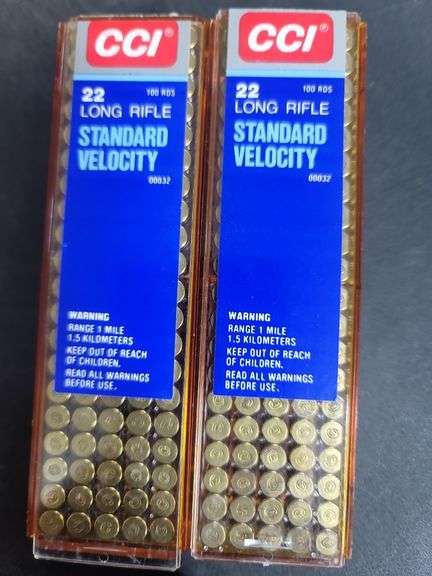 CCI®
22 100 RDS
LONG RIFLE
STANDARD
VELOCITY
00032
WARNING
RANGE 1 MILE
1.5 KILOMETERS
KEEP OUT OF REACH
OF CHILDREN.
READ ALL WARNINGS
BEFORE USE.
CCI®
22 100 RDS
LONG RIFLE
STANDARD
VELOCITY
00032
WARNING
RANGE 1 MILE
1.5 KILOMETERS
KEEP OUT OF REACH
OF CHILDREN.
READ ALL WARNINGS
BEFORE USE.